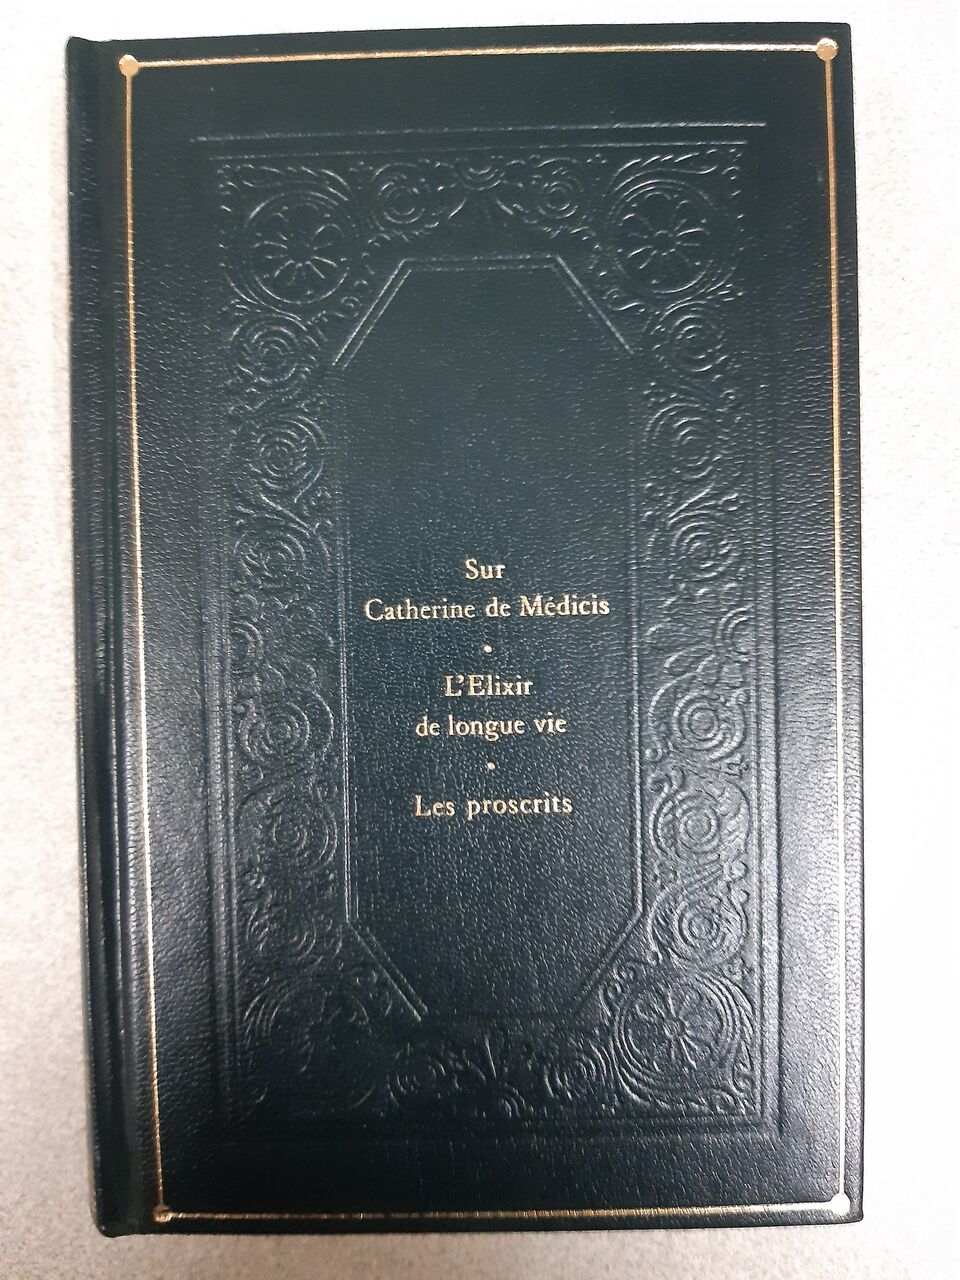 Sur
Catherine de Médicis
•
L'Elixir
de longue vie
•
Les proscrits